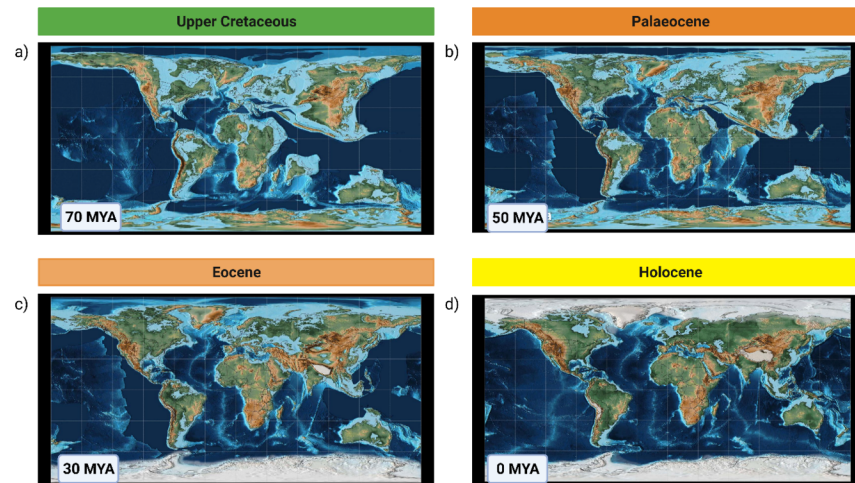 Upper Cretaceous
Palaeocene
a)
b)
70 MYA
50 MYA
Eocene
Holocene
c)
d)
30 MYA
0 MYA